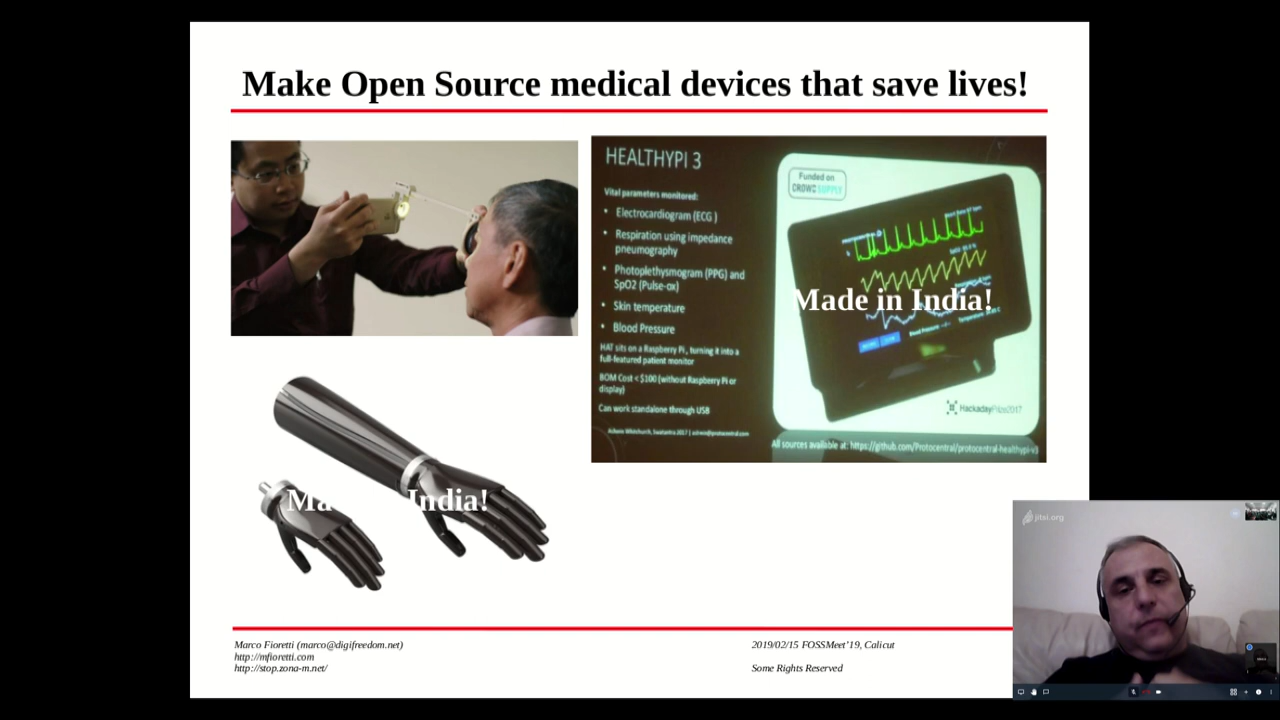 Make Open Source medical devices that save lives!
HEALTHYPI 3
Vital parameters monitored:
• Electrocardiogram (ECG )
• Respiration using impedance
pneumography
• Photoplethysmogram (PPG) and
SpO2 (Pulse-ox)
• Skin temperature
• Blood Pressure
HAT sits on a Raspberry Pi , turning it into a
full-featured patient monitor
BOM Cost < $100 (without Raspberry Pi or
display)
Can work standalone through USB
Funded on
CROWD SUPPLY
Made in India!
HackadayPrize2017
All sources available at: https://github.com/Protocentral/protocentral-healthypi-v3
Ma India!
jitsi.org
Marco Fioretti (marco@digifreedom.net)
http://mfioretti.com
http://stop.zona-m.net/
2019/02/15 FOSSMeet'19, Calicut
Some Rights Reserved